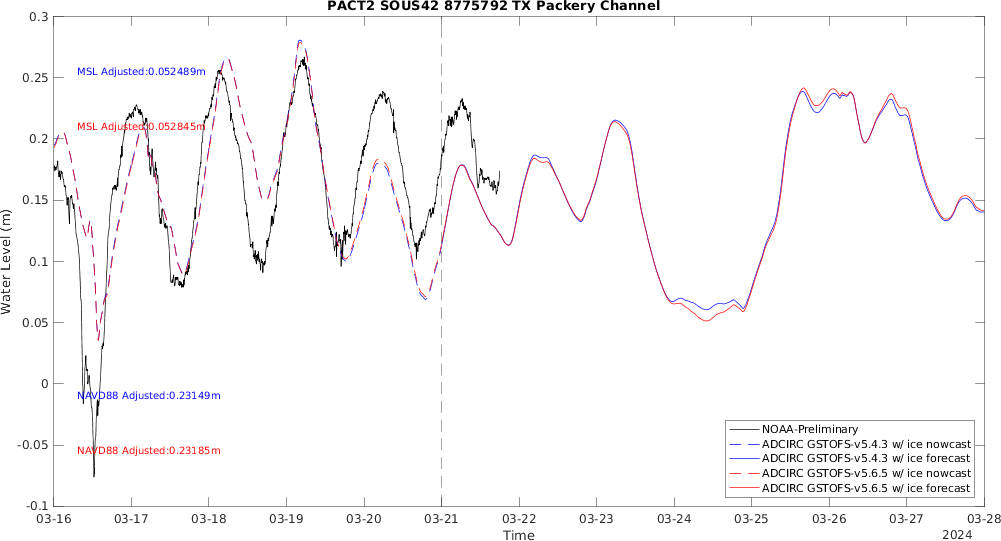 PACT2 SOUS42 8775792 TX Packery Channel
0.3
0.25
0.2
0.15
0.1
0.05
0
-0.05
-0.1
Water Level (m)
MSL Adjusted:0.052489m
MSL Adjusted:0.052845m
NAVD88 Adjusted:0.23149m
NAVD88 Adjusted:0.23185m
NOAA-Preliminary
ADCIRC GSTOFS-v5.4.3 w/ ice nowcast
ADCIRC GSTOFS-v5.4.3 w/ ice forecast
ADCIRC GSTOFS-v5.6.5 w/ ice nowcast
ADCIRC GSTOFS-v5.6.5 w/ ice forecast
03-16 03-17 03-18 03-19 03-20 03-21 03-22 03-23 03-24 03-25 03-26 03-27 03-28
Time
2024